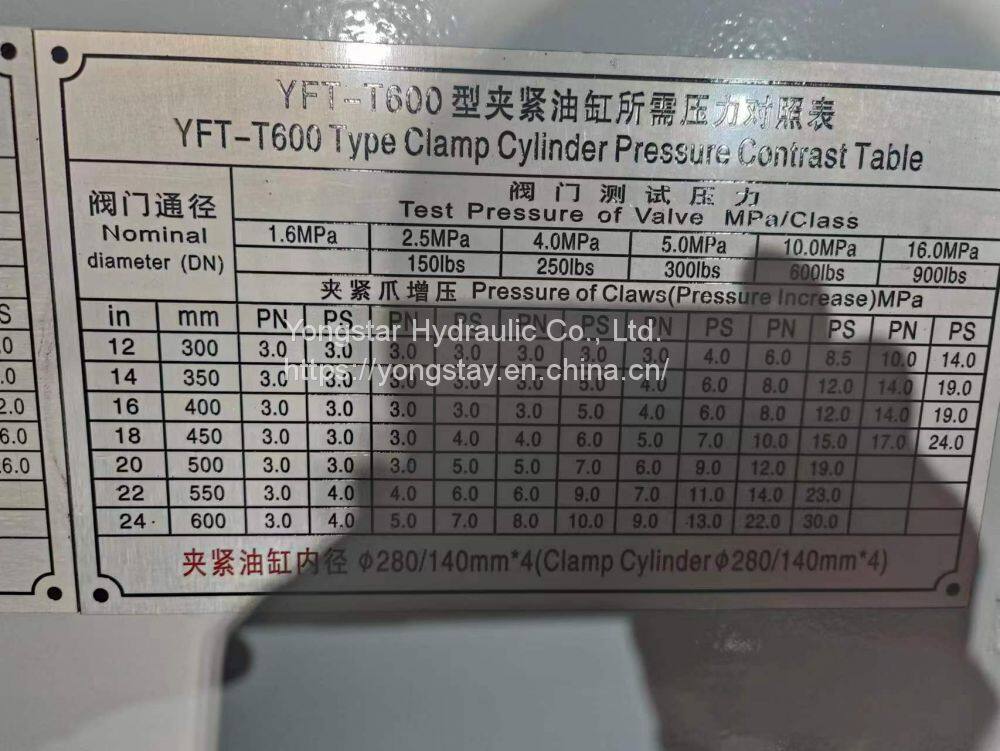 YFT-T600型夹紧油缸所需压力对照表
YFT-T600 Type Clamp Cylinder Pressure Contrast Table
阀门通径
Nominal
diameter (DN)
阀门测试压力
Test Pressure of Valve MPa/Class
1.6MPa 2.5MPa 4.0MPa 5.0MPa 10.0MPa 16.0MPa
150lbs 250lbs 300lbs 600lbs 900lbs
夹紧爪增压 Pressure of Claws(Pressure Increase)MPa
in mm PN PS PN PS PN PS PN PS PN PS PN PS
12 300 3.0 3.0 3.0 3.0 3.0 3.0 3.0 4.0 6.0 8.5 10.0 14.0
14 350 3.0 3.0 3.0 3.0 3.0 5.0 4.0 6.0 8.0 12.0 14.0 19.0
16 400 3.0 3.0 3.0 3.0 3.0 5.0 4.0 6.0 8.0 12.0 14.0 19.0
18 450 3.0 3.0 3.0 4.0 4.0 6.0 5.0 7.0 10.0 15.0 17.0 24.0
20 500 3.0 3.0 3.0 5.0 5.0 7.0 6.0 9.0 12.0 19.0
22 550 3.0 4.0 4.0 6.0 6.0 9.0 7.0 11.0 14.0 23.0
24 600 3.0 4.0 5.0 7.0 8.0 10.0 9.0 13.0 22.0 30.0
夹紧油缸内径 Φ280/140mm*4(Clamp Cylinder Φ280/140mm*4)
Yongstar Hydraulic Co., Ltd.
https://yongstay.en.china.cn/